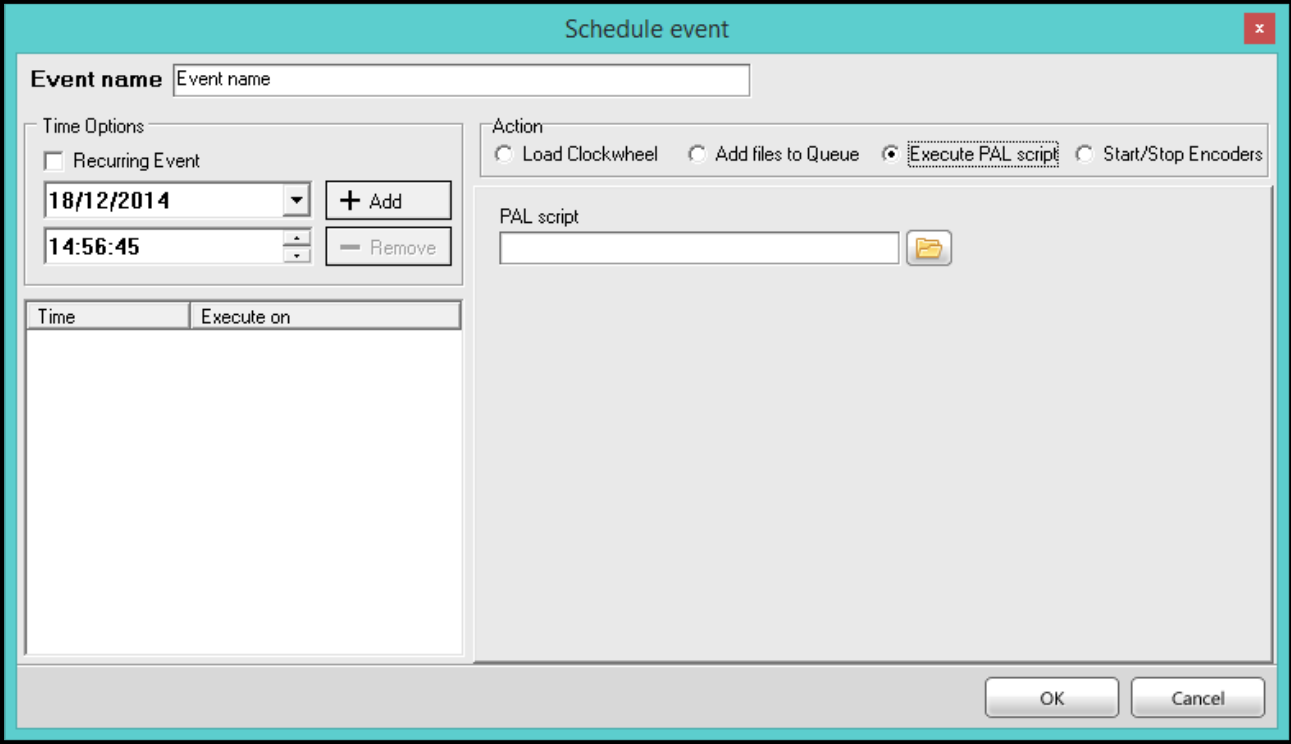 Schedule event
x
Event name Event name
Time Options
Recurring Event
18/12/2014
+ Add
14:56:45
Remove
Time Execute on
Action
Load Clockwheel Add files to Queue Execute PAL script Start/Stop Encoders
PAL script
OK Cancel